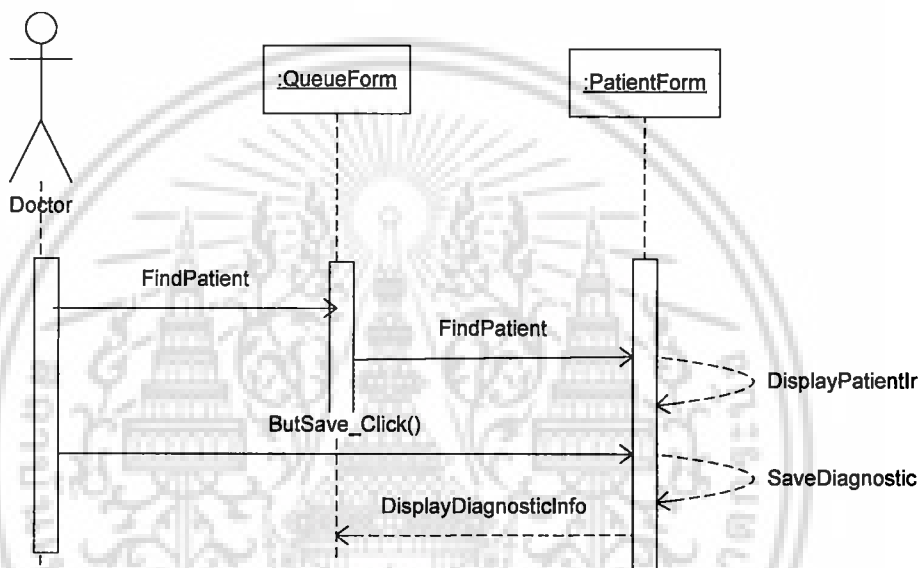 :QueueForm
:PatientForm
Doctor
FindPatient
FindPatient
DisplayPatientIr
ButSave_Click()
SaveDiagnostic
DisplayDiagnosticInfo